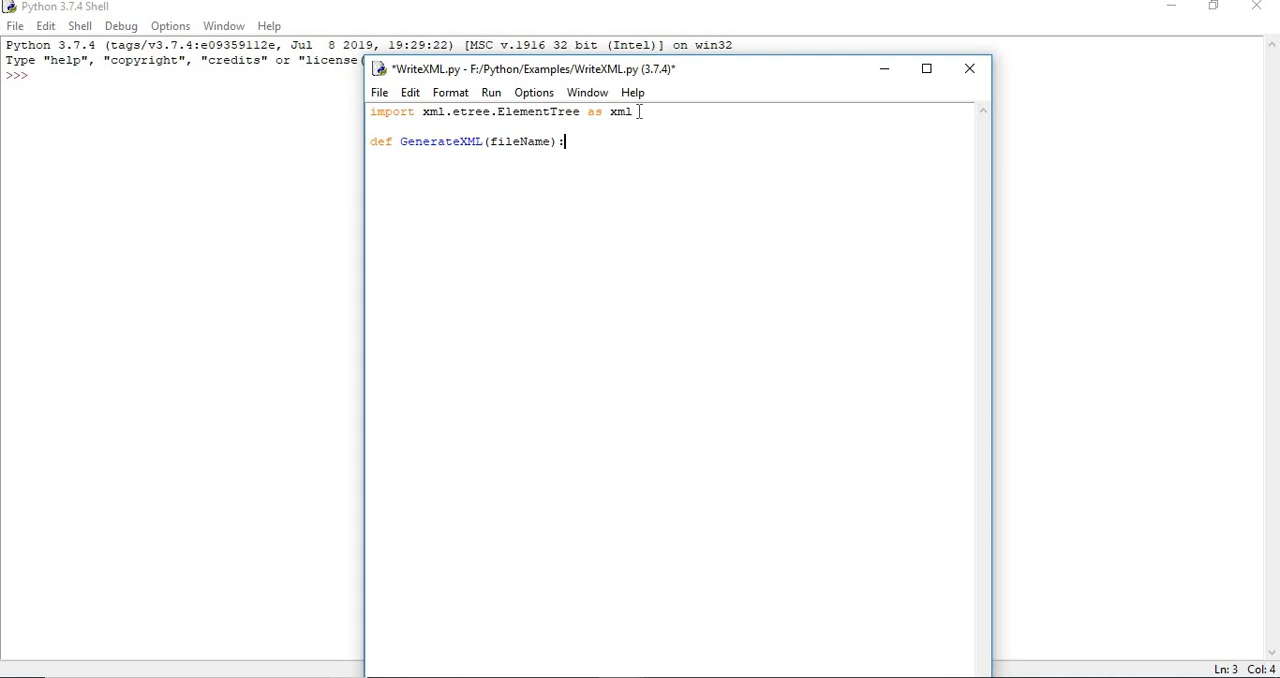 Python 3.7.4 Shell
File Edit Shell Debug Options Window Help
Python 3.7.4 (tags/v3.7.4:e09359112e, Jul  8 2019, 19:29:22) [MSC v.1916 32 bit (Intel)] on win32
Type "help", "copyright", "credits" or "license(
>>>
*WriteXML.py - F:/Python/Examples/WriteXML.py (3.7.4)*
File Edit Format Run Options Window Help
import xml.etree.ElementTree as xml
def GenerateXML(fileName):
Ln: 3 Col: 4